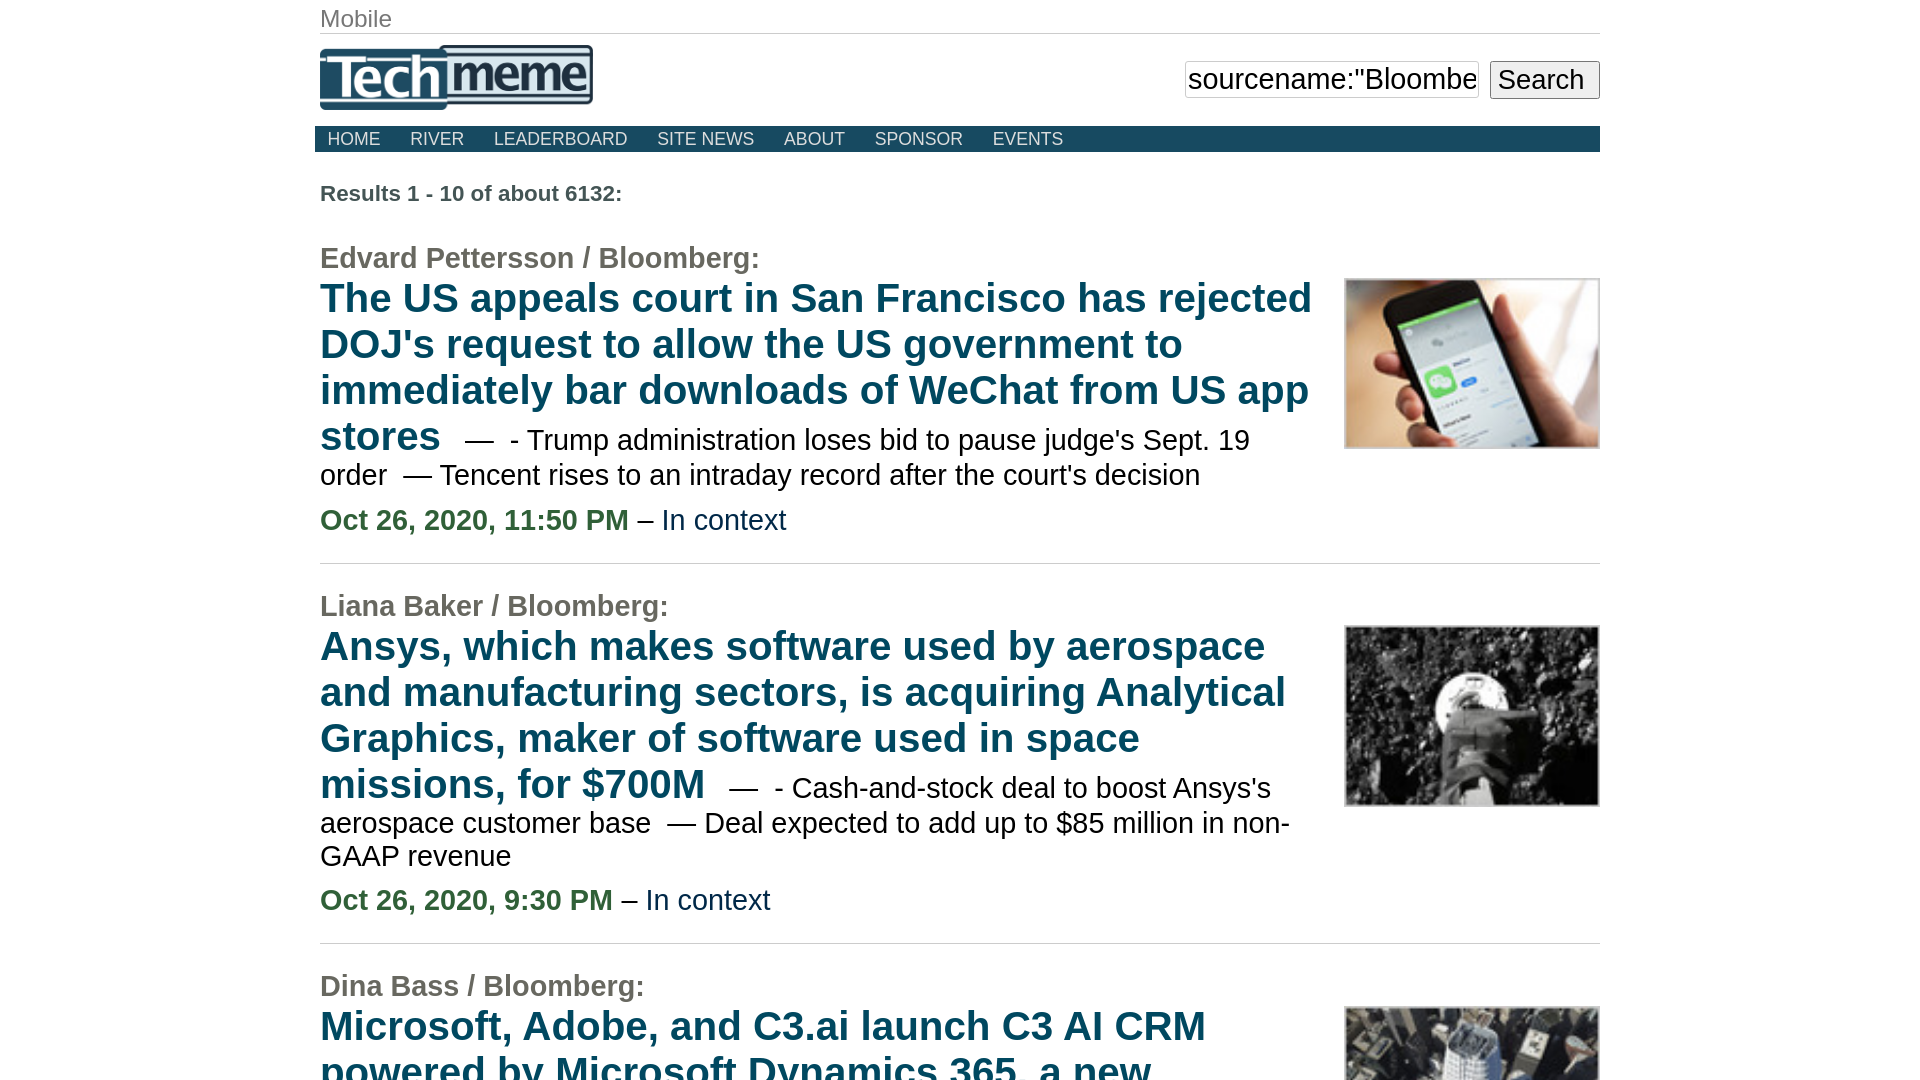 Mobile
Techmeme
sourcename:"Bloombe
Search
HOME RIVER LEADERBOARD SITE NEWS ABOUT SPONSOR EVENTS
Results 1 - 10 of about 6132:
Edvard Pettersson / Bloomberg:
The US appeals court in San Francisco has rejected
DOJ's request to allow the US government to
immediately bar downloads of WeChat from US app
stores — - Trump administration loses bid to pause judge's Sept. 19
order — Tencent rises to an intraday record after the court's decision
Oct 26, 2020, 11:50 PM – In context
Liana Baker / Bloomberg:
Ansys, which makes software used by aerospace
and manufacturing sectors, is acquiring Analytical
Graphics, maker of software used in space
missions, for $700M — - Cash-and-stock deal to boost Ansys's
aerospace customer base — Deal expected to add up to $85 million in non-
GAAP revenue
Oct 26, 2020, 9:30 PM – In context
Dina Bass / Bloomberg:
Microsoft, Adobe, and C3.ai launch C3 AI CRM
powered by Microsoft Dynamics 365, a new